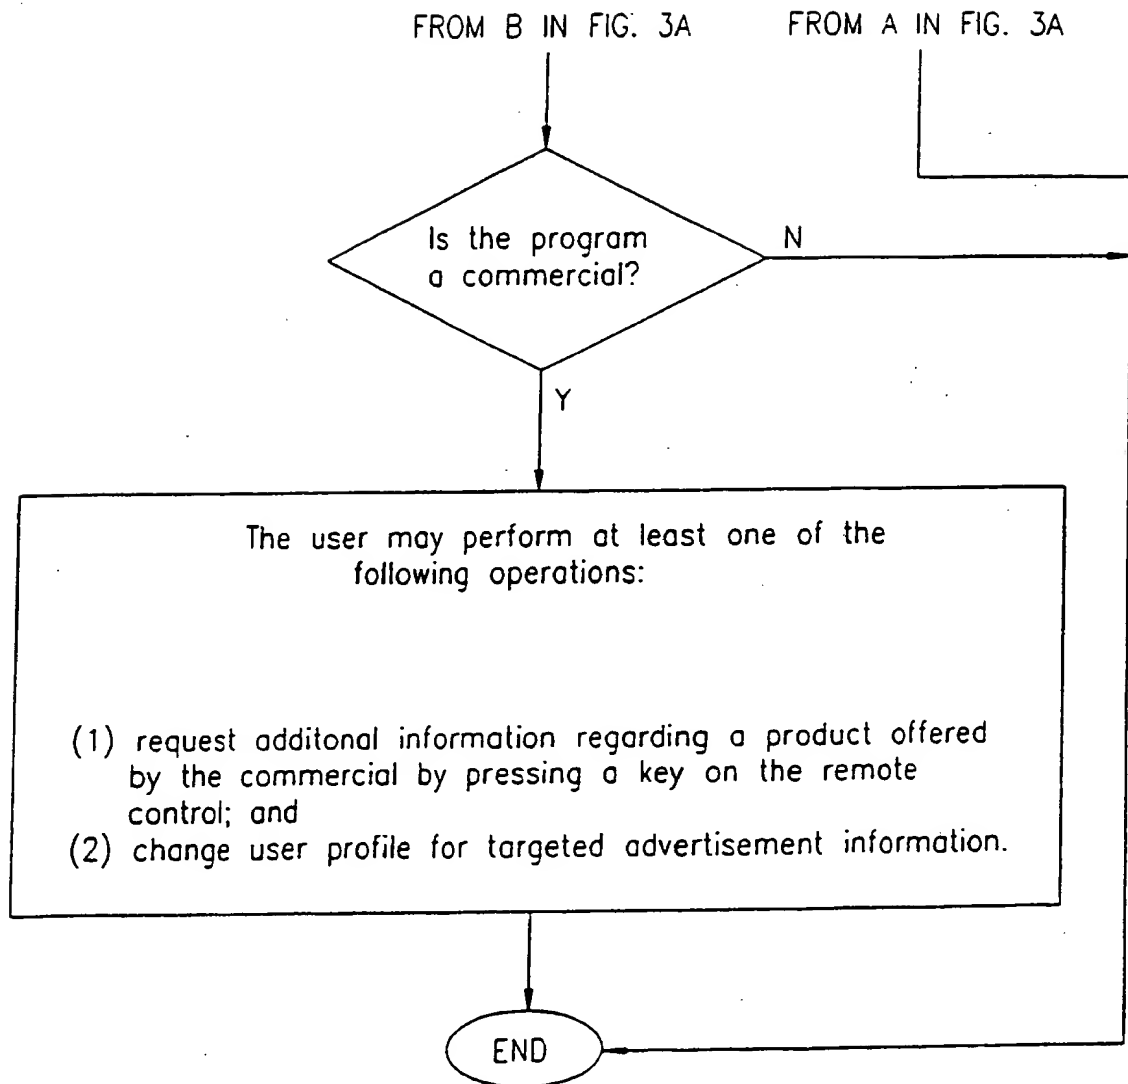 FROM B IN FIG. 3A
FROM A IN FIG. 3A
Is the program
a commercial?
N
Y
The user may perform at least one of the
following operations:
(1) request additonal information regarding a product offered
by the commercial by pressing a key on the remote
control; and
(2) change user profile for targeted advertisement information.
END